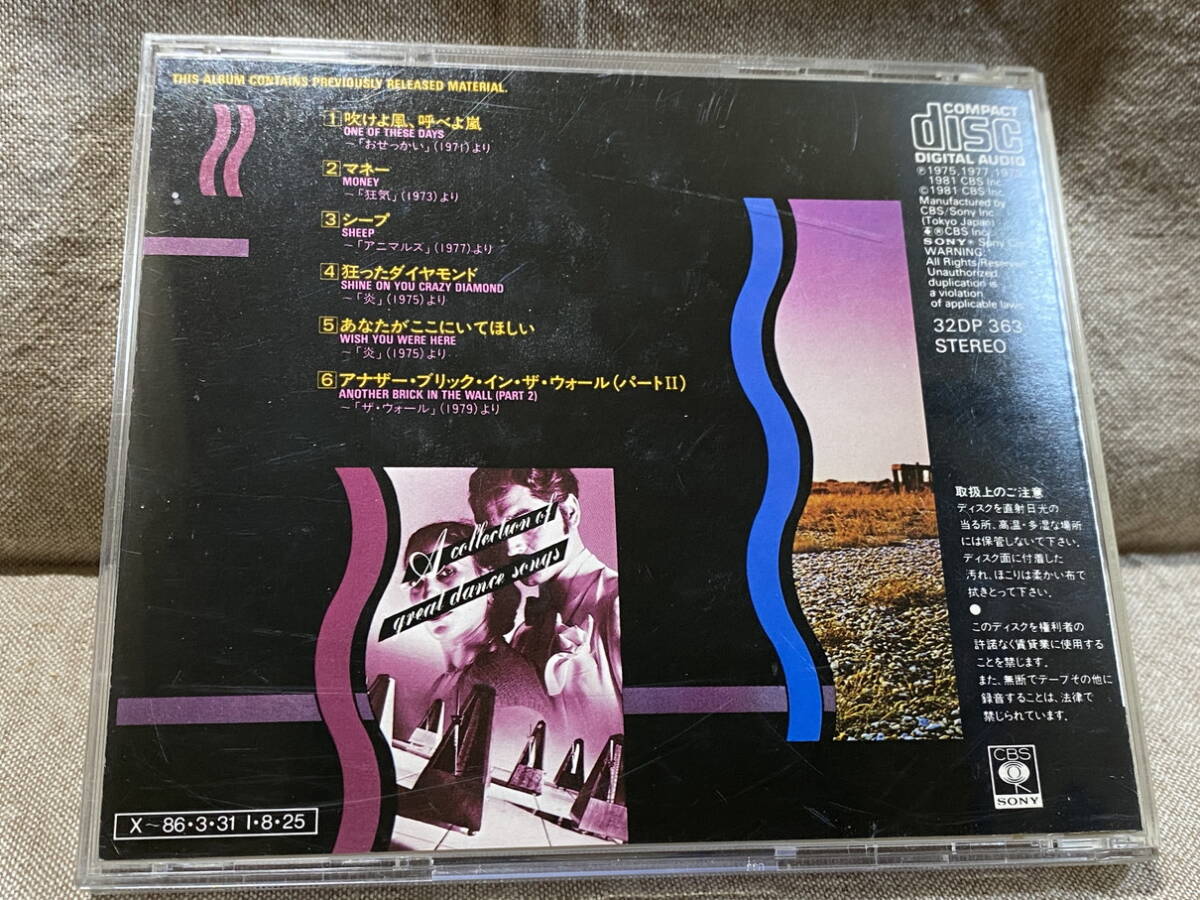 THIS ALBUM CONTAINS PREVIOUSLY RELEASED MATERIAL.
1 吹けよ風、呼べよ嵐
ONE OF THESE DAYS
〜「おせっかい」(1971)より
2 マネー
MONEY
〜「狂気」(1973)より
3 シープ
SHEEP
〜「アニマルズ」(1977)より
4 狂ったダイヤモンド
SHINE ON YOU CRAZY DIAMOND
〜「炎」(1975)より
5 あなたがここにいてほしい
WISH YOU WERE HERE
〜「炎」(1975)より
6 アナザー・ブリック・イン・ザ・ウォール(パートII)
ANOTHER BRICK IN THE WALL (PART 2)
〜「ザ・ウォール」(1979)より
A collection of
great dance songs
X〜86・3・31 I・8・25
COMPACT
disc
DIGITAL AUDIO
℗1975, 1977,
1981 CBS Inc.
©1981 CBS Inc.
Manufactured by
CBS/Sony Inc.
(Tokyo Japan)
®CBS Inc.
SONY® Sony
WARNING:
All Rights Reserved
Unauthorized
duplication is
a violation
of applicable laws
32DP 363
STEREO
取扱上のご注意
ディスクを直射日光の
当る所、高温・多湿な場所
には保管しないで下さい。
ディスク面に付着した
汚れ、ほこりは柔かい布で
拭きとって下さい。
●
このディスクを権利者の
許諾なく賃貸業に使用する
ことを禁じます。
また、無断でテープその他に
録音することは、法律で
禁じられています。
CBS
SONY